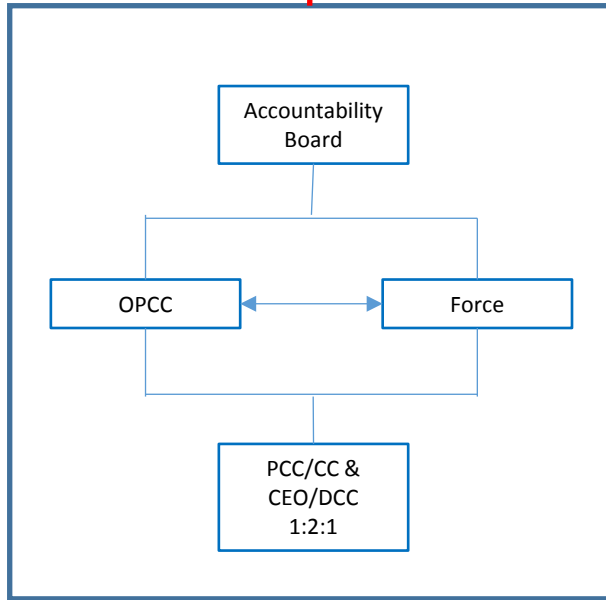 Accountability
Board
OPCC
Force
PCC/CC &
CEO/DCC
1:2:1